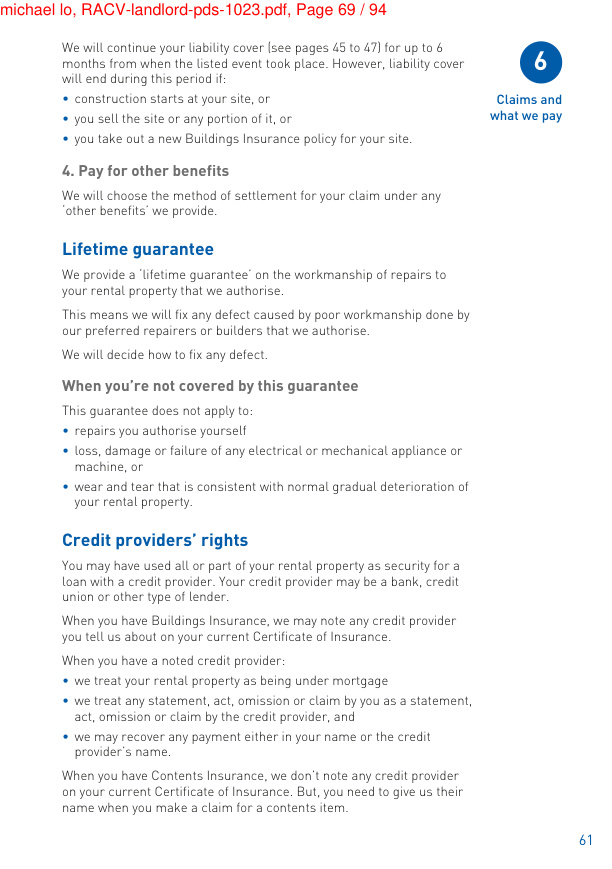 michael lo, RACV-landlord-pds-1023.pdf, Page 69 / 94
We will continue your liability cover (see pages 45 to 47) for up to 6
months from when the listed event took place. However, liability cover
will end during this period if:
• construction starts at your site, or
• you sell the site or any portion of it, or
• you take out a new Buildings Insurance policy for your site.
6
Claims and
what we pay
4. Pay for other benefits
We will choose the method of settlement for your claim under any
‘other benefits’ we provide.
Lifetime guarantee
We provide a ‘lifetime guarantee’ on the workmanship of repairs to
your rental property that we authorise.
This means we will fix any defect caused by poor workmanship done by
our preferred repairers or builders that we authorise.
We will decide how to fix any defect.
When you’re not covered by this guarantee
This guarantee does not apply to:
• repairs you authorise yourself
• loss, damage or failure of any electrical or mechanical appliance or
machine, or
• wear and tear that is consistent with normal gradual deterioration of
your rental property.
Credit providers’ rights
You may have used all or part of your rental property as security for a
loan with a credit provider. Your credit provider may be a bank, credit
union or other type of lender.
When you have Buildings Insurance, we may note any credit provider
you tell us about on your current Certificate of Insurance.
When you have a noted credit provider:
• we treat your rental property as being under mortgage
• we treat any statement, act, omission or claim by you as a statement,
act, omission or claim by the credit provider, and
• we may recover any payment either in your name or the credit
provider’s name.
When you have Contents Insurance, we don’t note any credit provider
on your current Certificate of Insurance. But, you need to give us their
name when you make a claim for a contents item.
61